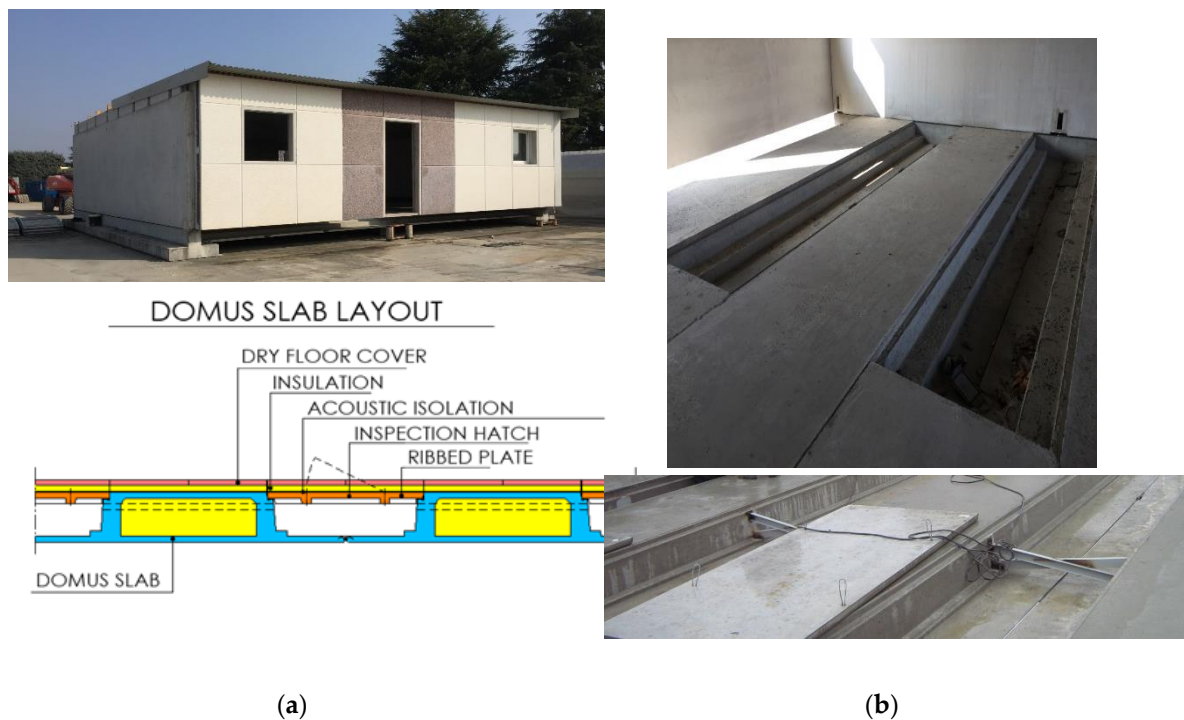 DOMUS SLAB LAYOUT
DRY FLOOR COVER
INSULATION
ACOUSTIC ISOLATION
INSPECTION HATCH
RIBBED PLATE
DOMUS SLAB
(a)
(b)